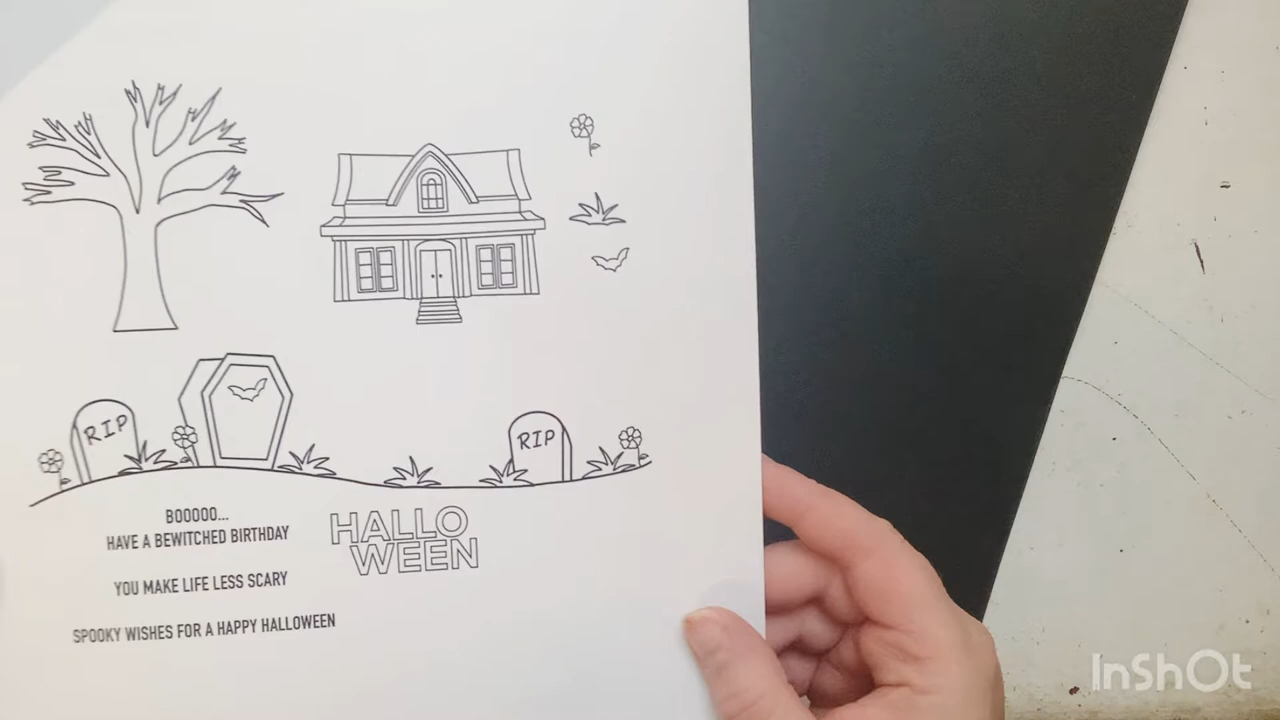 RIP
RIP
BOOOOO...
HAVE A BEWITCHED BIRTHDAY
HALLO
WEEN
YOU MAKE LIFE LESS SCARY
SPOOKY WISHES FOR A HAPPY HALLOWEEN
InShOt